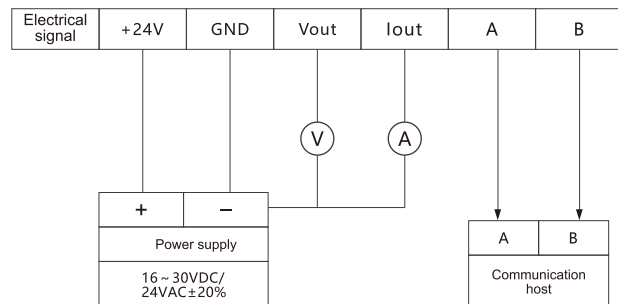 Electrical signal +24V GND Vout Iout A B
V A
+ −
Power supply
16~30VDC/
24VAC±20%
A B
Communication
host